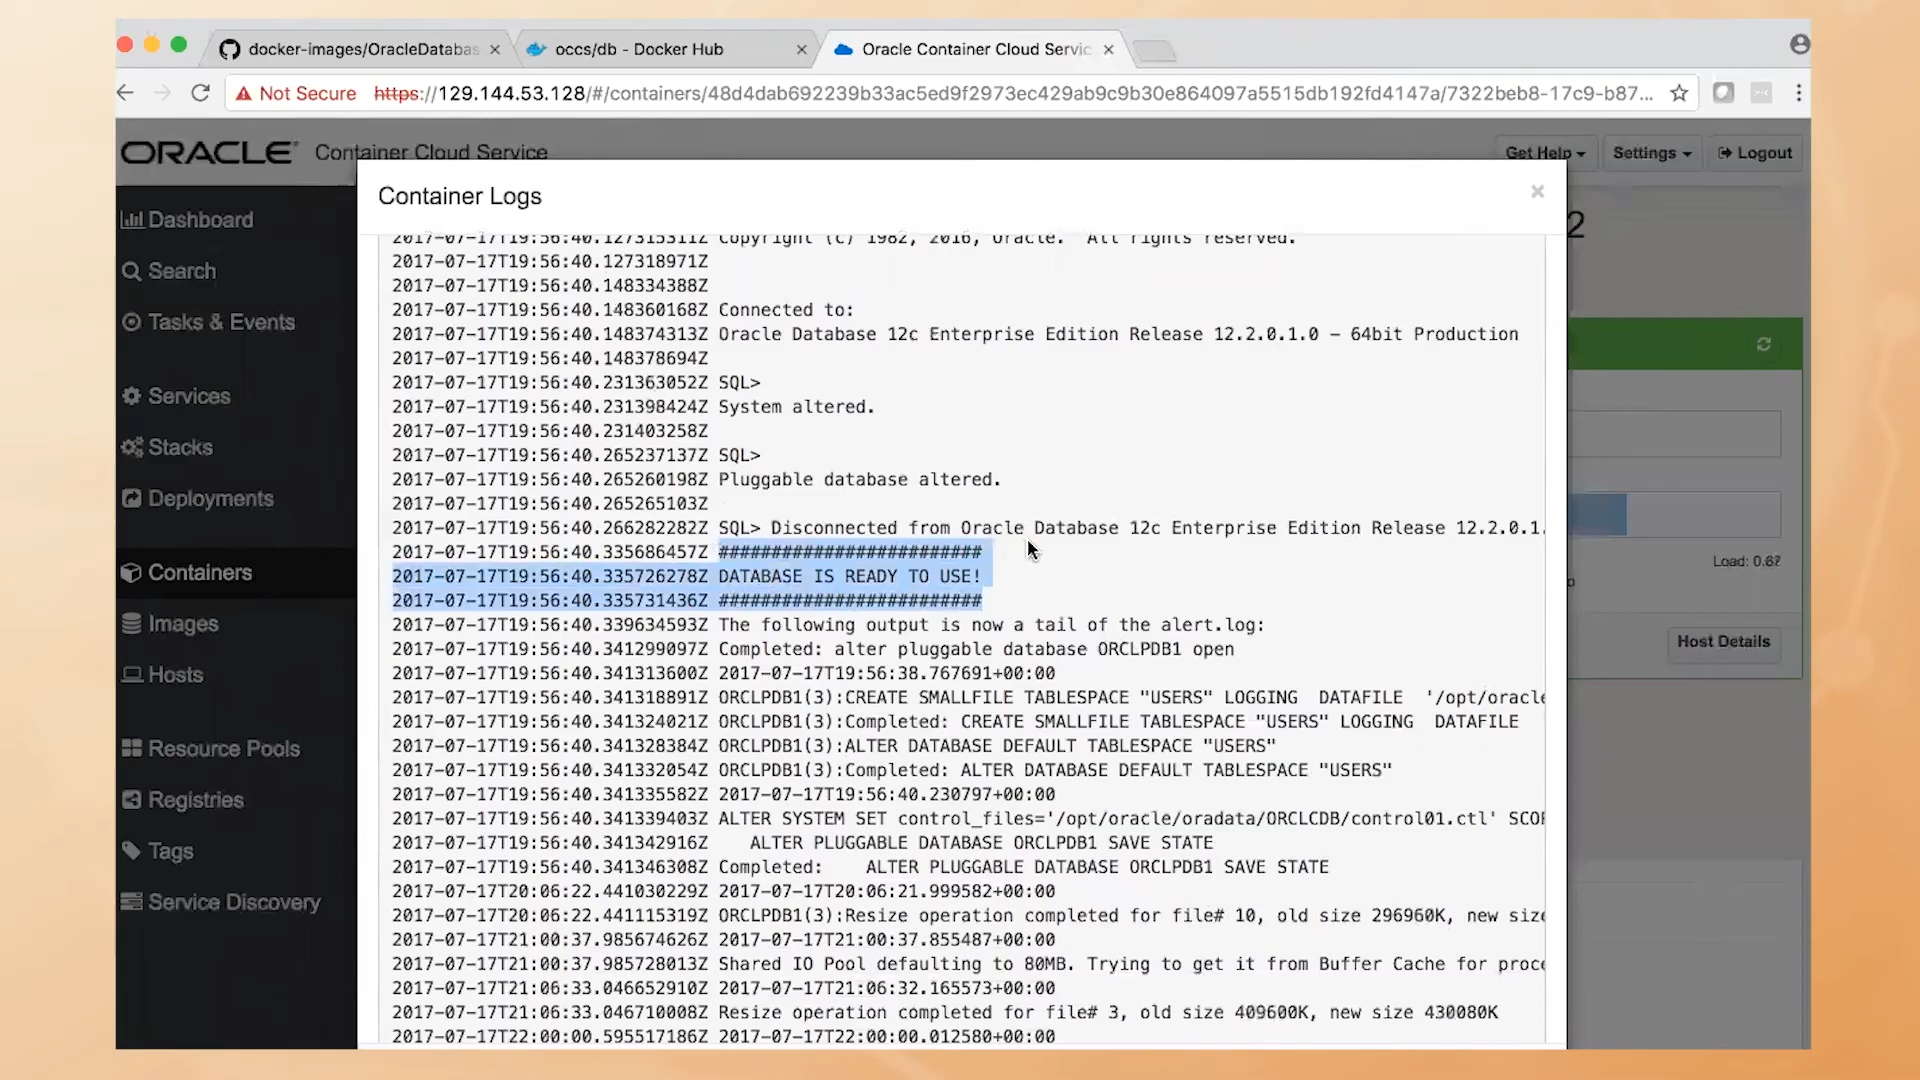 docker-images/OracleDatabas
occs/db - Docker Hub
Oracle Container Cloud Servic
Not Secure https://129.144.53.128/#/containers/48d4dab692239b33ac5ed9f2973ec429ab9c9b30e864097a5515db192fd4147a/7322beb8-17c9-b87...
ORACLE Container Cloud Service
Get Help
Settings
Logout
Dashboard
Search
Tasks & Events
Services
Stacks
Deployments
Containers
Images
Hosts
Resource Pools
Registries
Tags
Service Discovery
Container Logs
×
2017-07-17T19:56:40.127315311Z Copyright (c) 1982, 2016, Oracle.  All rights reserved.
2017-07-17T19:56:40.127318971Z
2017-07-17T19:56:40.148334388Z
2017-07-17T19:56:40.148360168Z Connected to:
2017-07-17T19:56:40.148374313Z Oracle Database 12c Enterprise Edition Release 12.2.0.1.0 - 64bit Production
2017-07-17T19:56:40.148378694Z
2017-07-17T19:56:40.231363052Z SQL>
2017-07-17T19:56:40.231398424Z System altered.
2017-07-17T19:56:40.231403258Z
2017-07-17T19:56:40.265237137Z SQL>
2017-07-17T19:56:40.265260198Z Pluggable database altered.
2017-07-17T19:56:40.265265103Z
2017-07-17T19:56:40.266282282Z SQL> Disconnected from Oracle Database 12c Enterprise Edition Release 12.2.0.1.
2017-07-17T19:56:40.335686457Z #########################
2017-07-17T19:56:40.335726278Z DATABASE IS READY TO USE!
2017-07-17T19:56:40.335731436Z #########################
2017-07-17T19:56:40.339634593Z The following output is now a tail of the alert.log:
2017-07-17T19:56:40.341299097Z Completed: alter pluggable database ORCLPDB1 open
2017-07-17T19:56:40.341313600Z 2017-07-17T19:56:38.767691+00:00
2017-07-17T19:56:40.341318891Z ORCLPDB1(3):CREATE SMALLFILE TABLESPACE "USERS" LOGGING  DATAFILE  '/opt/oracle
2017-07-17T19:56:40.341324021Z ORCLPDB1(3):Completed: CREATE SMALLFILE TABLESPACE "USERS" LOGGING  DATAFILE
2017-07-17T19:56:40.341328384Z ORCLPDB1(3):ALTER DATABASE DEFAULT TABLESPACE "USERS"
2017-07-17T19:56:40.341332054Z ORCLPDB1(3):Completed: ALTER DATABASE DEFAULT TABLESPACE "USERS"
2017-07-17T19:56:40.341335582Z 2017-07-17T19:56:40.230797+00:00
2017-07-17T19:56:40.341339403Z ALTER SYSTEM SET control_files='/opt/oracle/oradata/ORCLCDB/control01.ctl' SCOP
2017-07-17T19:56:40.341342916Z    ALTER PLUGGABLE DATABASE ORCLPDB1 SAVE STATE
2017-07-17T19:56:40.341346308Z Completed:    ALTER PLUGGABLE DATABASE ORCLPDB1 SAVE STATE
2017-07-17T20:06:22.441030229Z 2017-07-17T20:06:21.999582+00:00
2017-07-17T20:06:22.441115319Z ORCLPDB1(3):Resize operation completed for file# 10, old size 296960K, new size
2017-07-17T21:00:37.985674626Z 2017-07-17T21:00:37.855487+00:00
2017-07-17T21:00:37.985728013Z Shared IO Pool defaulting to 80MB. Trying to get it from Buffer Cache for proce
2017-07-17T21:06:33.046652910Z 2017-07-17T21:06:32.165573+00:00
2017-07-17T21:06:33.046710008Z Resize operation completed for file# 3, old size 409600K, new size 430080K
2017-07-17T22:00:00.595517186Z 2017-07-17T22:00:00.012580+00:00
2
Load: 0.62
Host Details